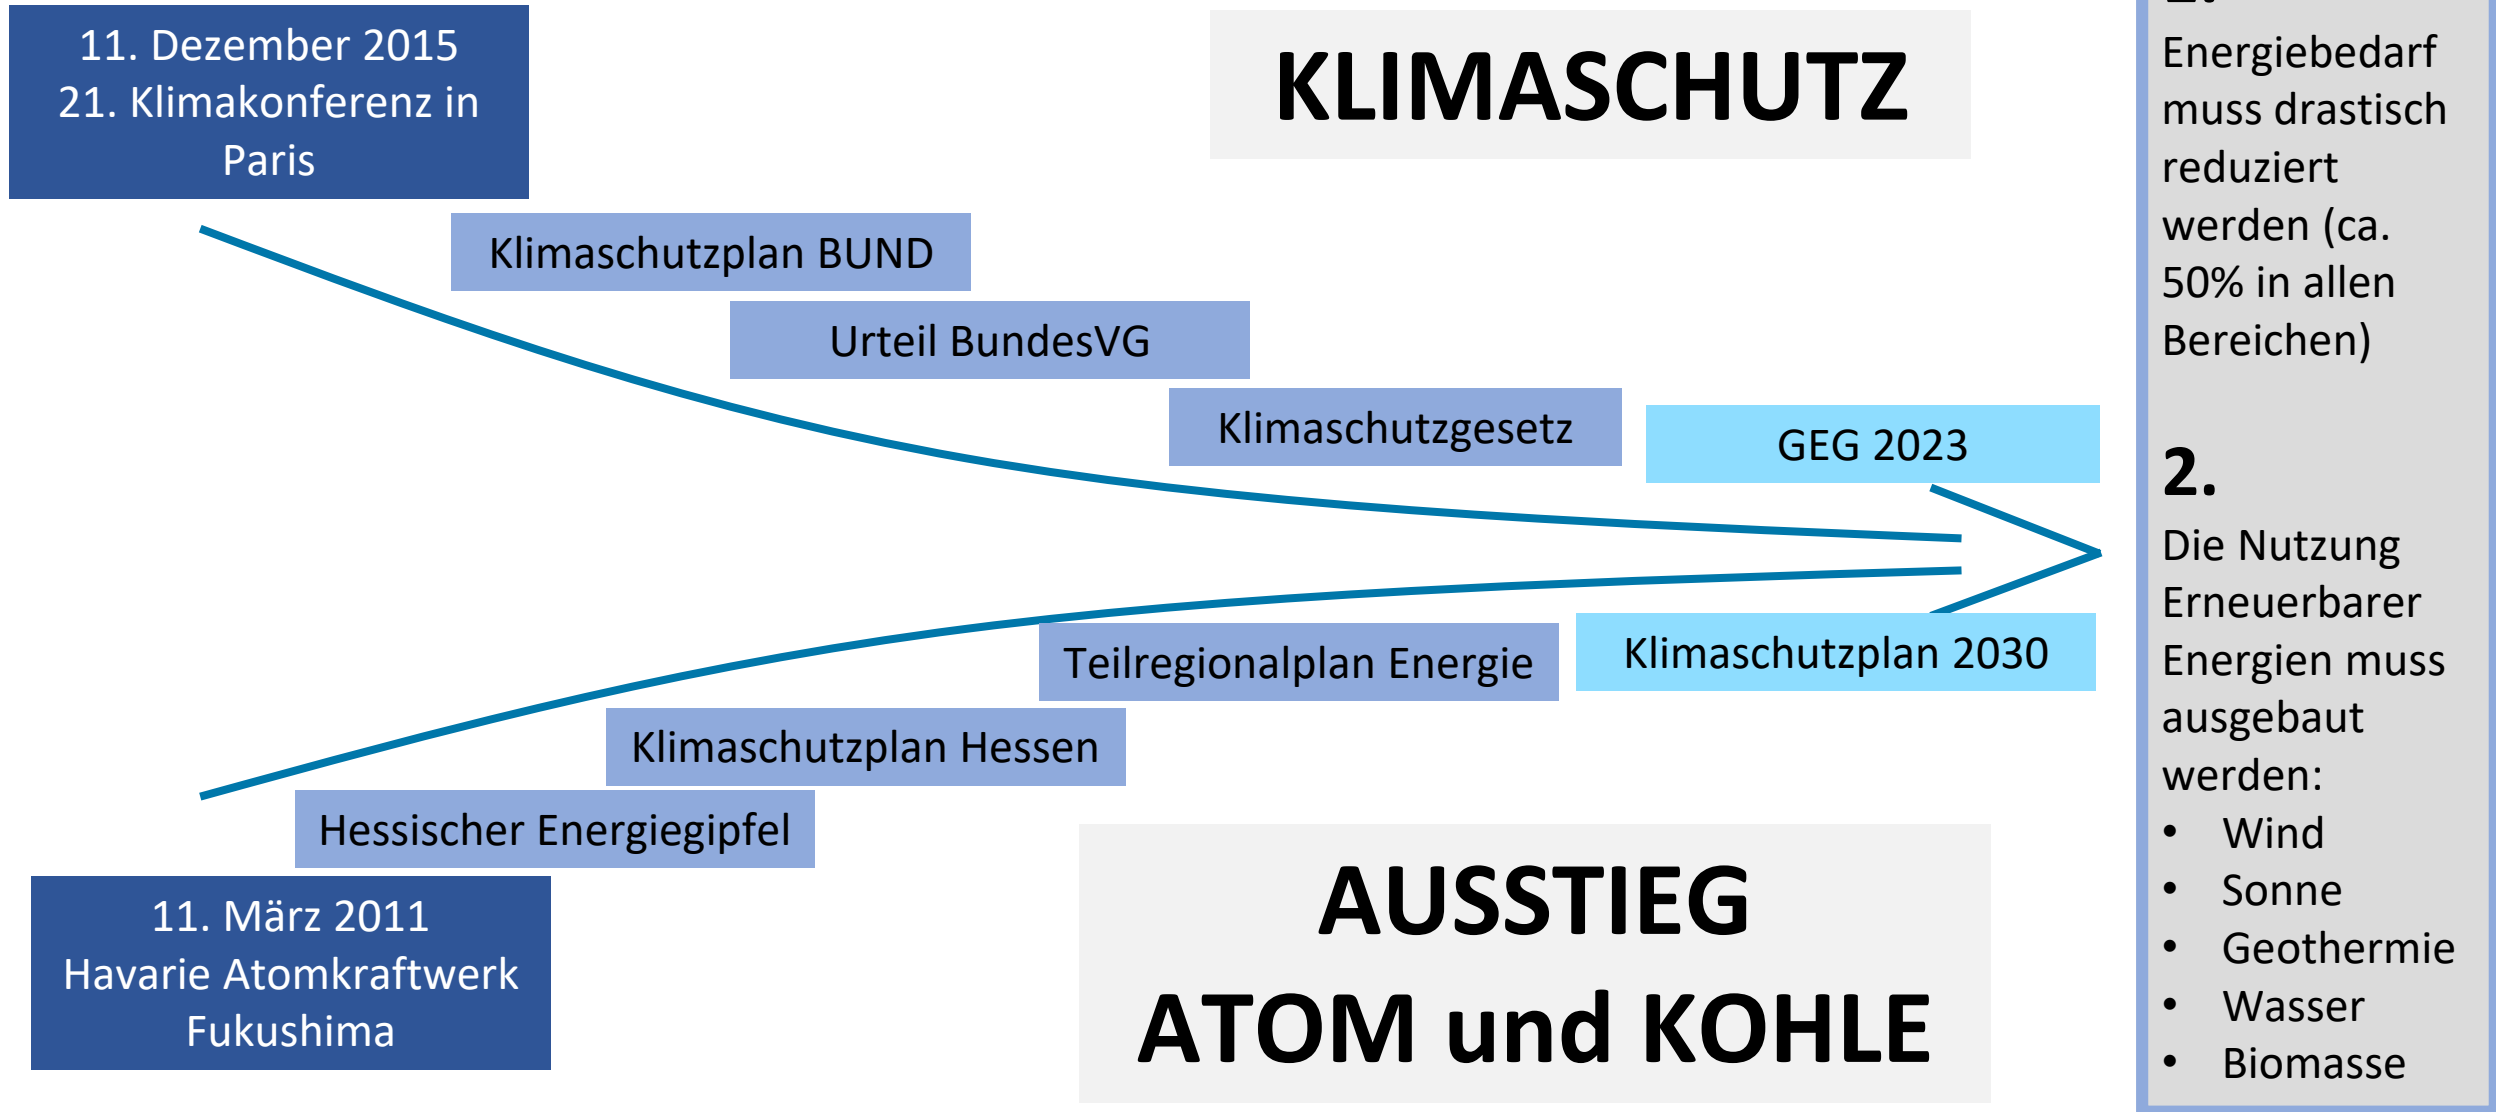 11. Dezember 2015
21. Klimakonferenz in
Paris
KLIMASCHUTZ
Klimaschutzplan BUND
Urteil BundesVG
Klimaschutzgesetz
GEG 2023
Teilregionalplan Energie
Klimaschutzplan 2030
Klimaschutzplan Hessen
Hessischer Energiegipfel
11. März 2011
Havarie Atomkraftwerk
Fukushima
AUSSTIEG
ATOM und KOHLE
Energiebedarf
muss drastisch
reduziert
werden (ca.
50% in allen
Bereichen)
2.
Die Nutzung
Erneuerbarer
Energien muss
ausgebaut
werden:
• Wind
• Sonne
• Geothermie
• Wasser
• Biomasse